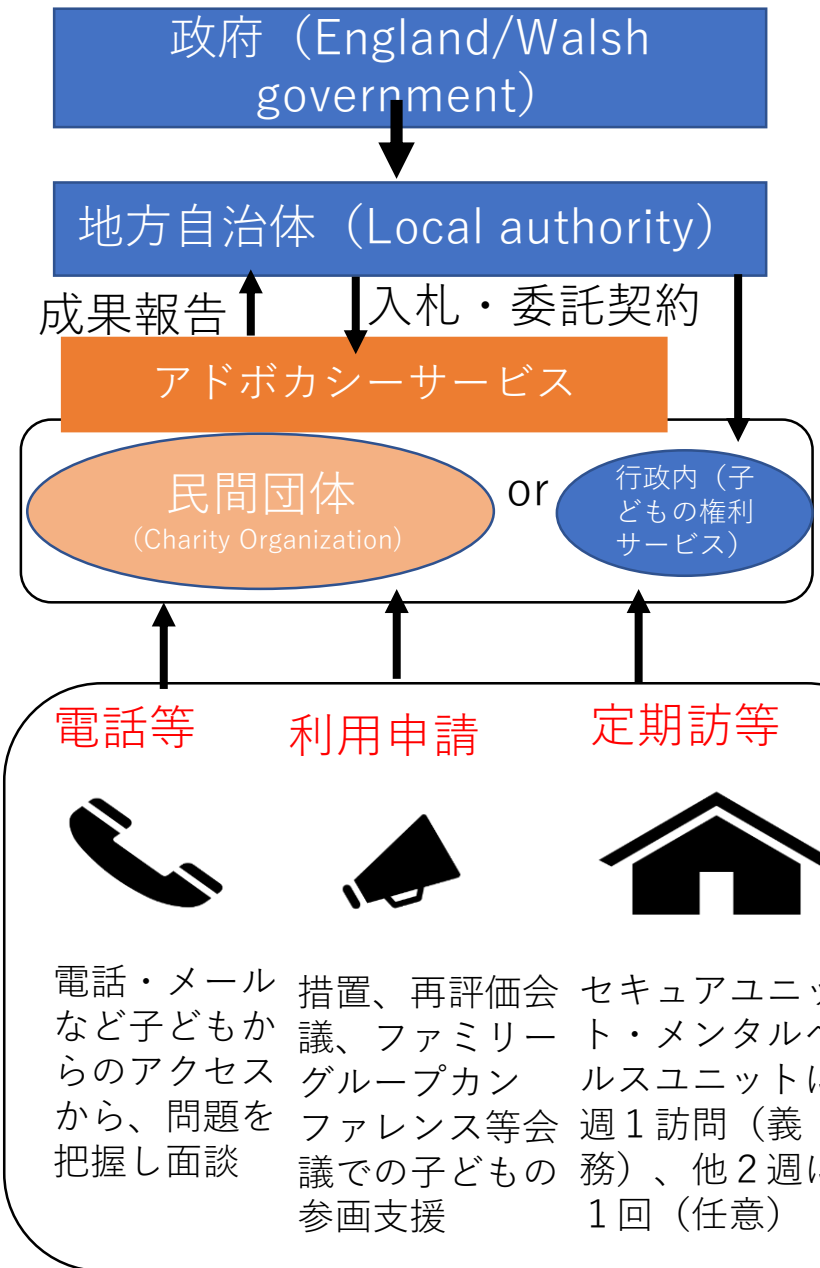 政府（England/Walsh
government）
地方自治体（Local authority）
成果報告
入札・委託契約
アドボカシーサービス
民間団体
(Charity Organization)
or
行政内（子
どもの権利
サービス）
電話等
利用申請
定期訪等
電話・メール
など子どもか
らのアクセス
から、問題を
把握し面談
措置、再評価会
議、ファミリー
グループカン
ファレンス等会
議での子どもの
参画支援
セキュアユニッ
ト・メンタルヘ
ルスユニットに
週１訪問（義
務）、他２週に
１回（任意）